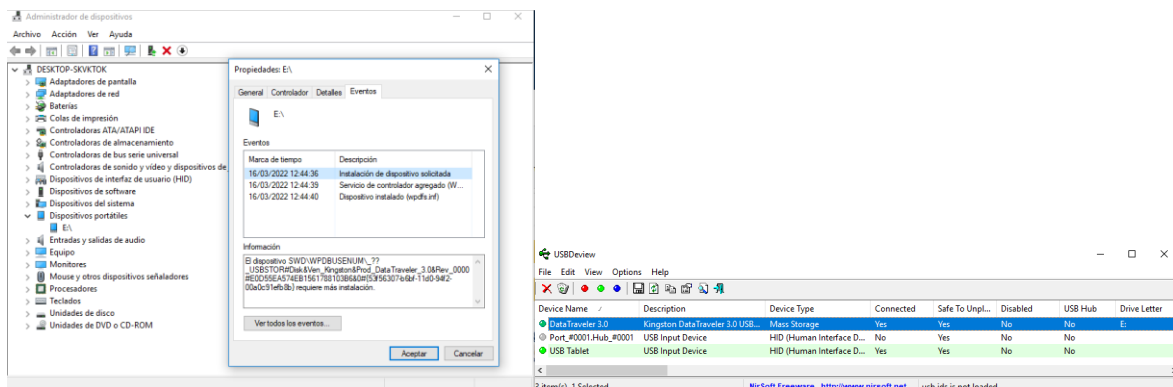 Administrador de dispositivos
Archivo Acción Ver Ayuda
DESKTOP-SKVKTOK
Adaptadores de pantalla
Adaptadores de red
Baterías
Colas de impresión
Controladoras ATA/ATAPI IDE
Controladoras de almacenamiento
Controladoras de bus serie universal
Controladoras de sonido y vídeo y dispositivos de
Dispositivos de interfaz de usuario (HID)
Dispositivos de software
Dispositivos del sistema
Dispositivos portátiles
E:\
Entradas y salidas de audio
Equipo
Monitores
Mouse y otros dispositivos señaladores
Procesadores
Teclados
Unidades de disco
Unidades de DVD o CD-ROM
Propiedades: E:\
General Controlador Detalles Eventos
E:\
Eventos
Marca de tiempo Descripción
16/03/2022 12:44:36 Instalación de dispositivo solicitada
16/03/2022 12:44:39 Servicio de controlador agregado (W...
16/03/2022 12:44:40 Dispositivo instalado (wpdfs.inf)
Información
El dispositivo SWD\WPDBUSENUM\_??
_USBSTOR#Disk&Ven_Kingston&Prod_DataTraveler_3.0&Rev_0000
#E0D55EA574EB1561788103B6&0#{53f56307-b6bf-11d0-94f2-
00a0c91efb8b} requiere más instalación.
Ver todos los eventos...
Aceptar Cancelar
USBDeview
File Edit View Options Help
Device Name Description Device Type Connected Safe To Unpl... Disabled USB Hub Drive Letter
DataTraveler 3.0 Kingston DataTraveler 3.0 USB... Mass Storage Yes Yes No No E:
Port_#0001.Hub_#0001 USB Input Device HID (Human Interface D... No Yes No No
USB Tablet USB Input Device HID (Human Interface D... Yes Yes No No
3 item(s), 1 Selected NirSoft Freeware. http://www.nirsoft.net usb.ids is not loaded